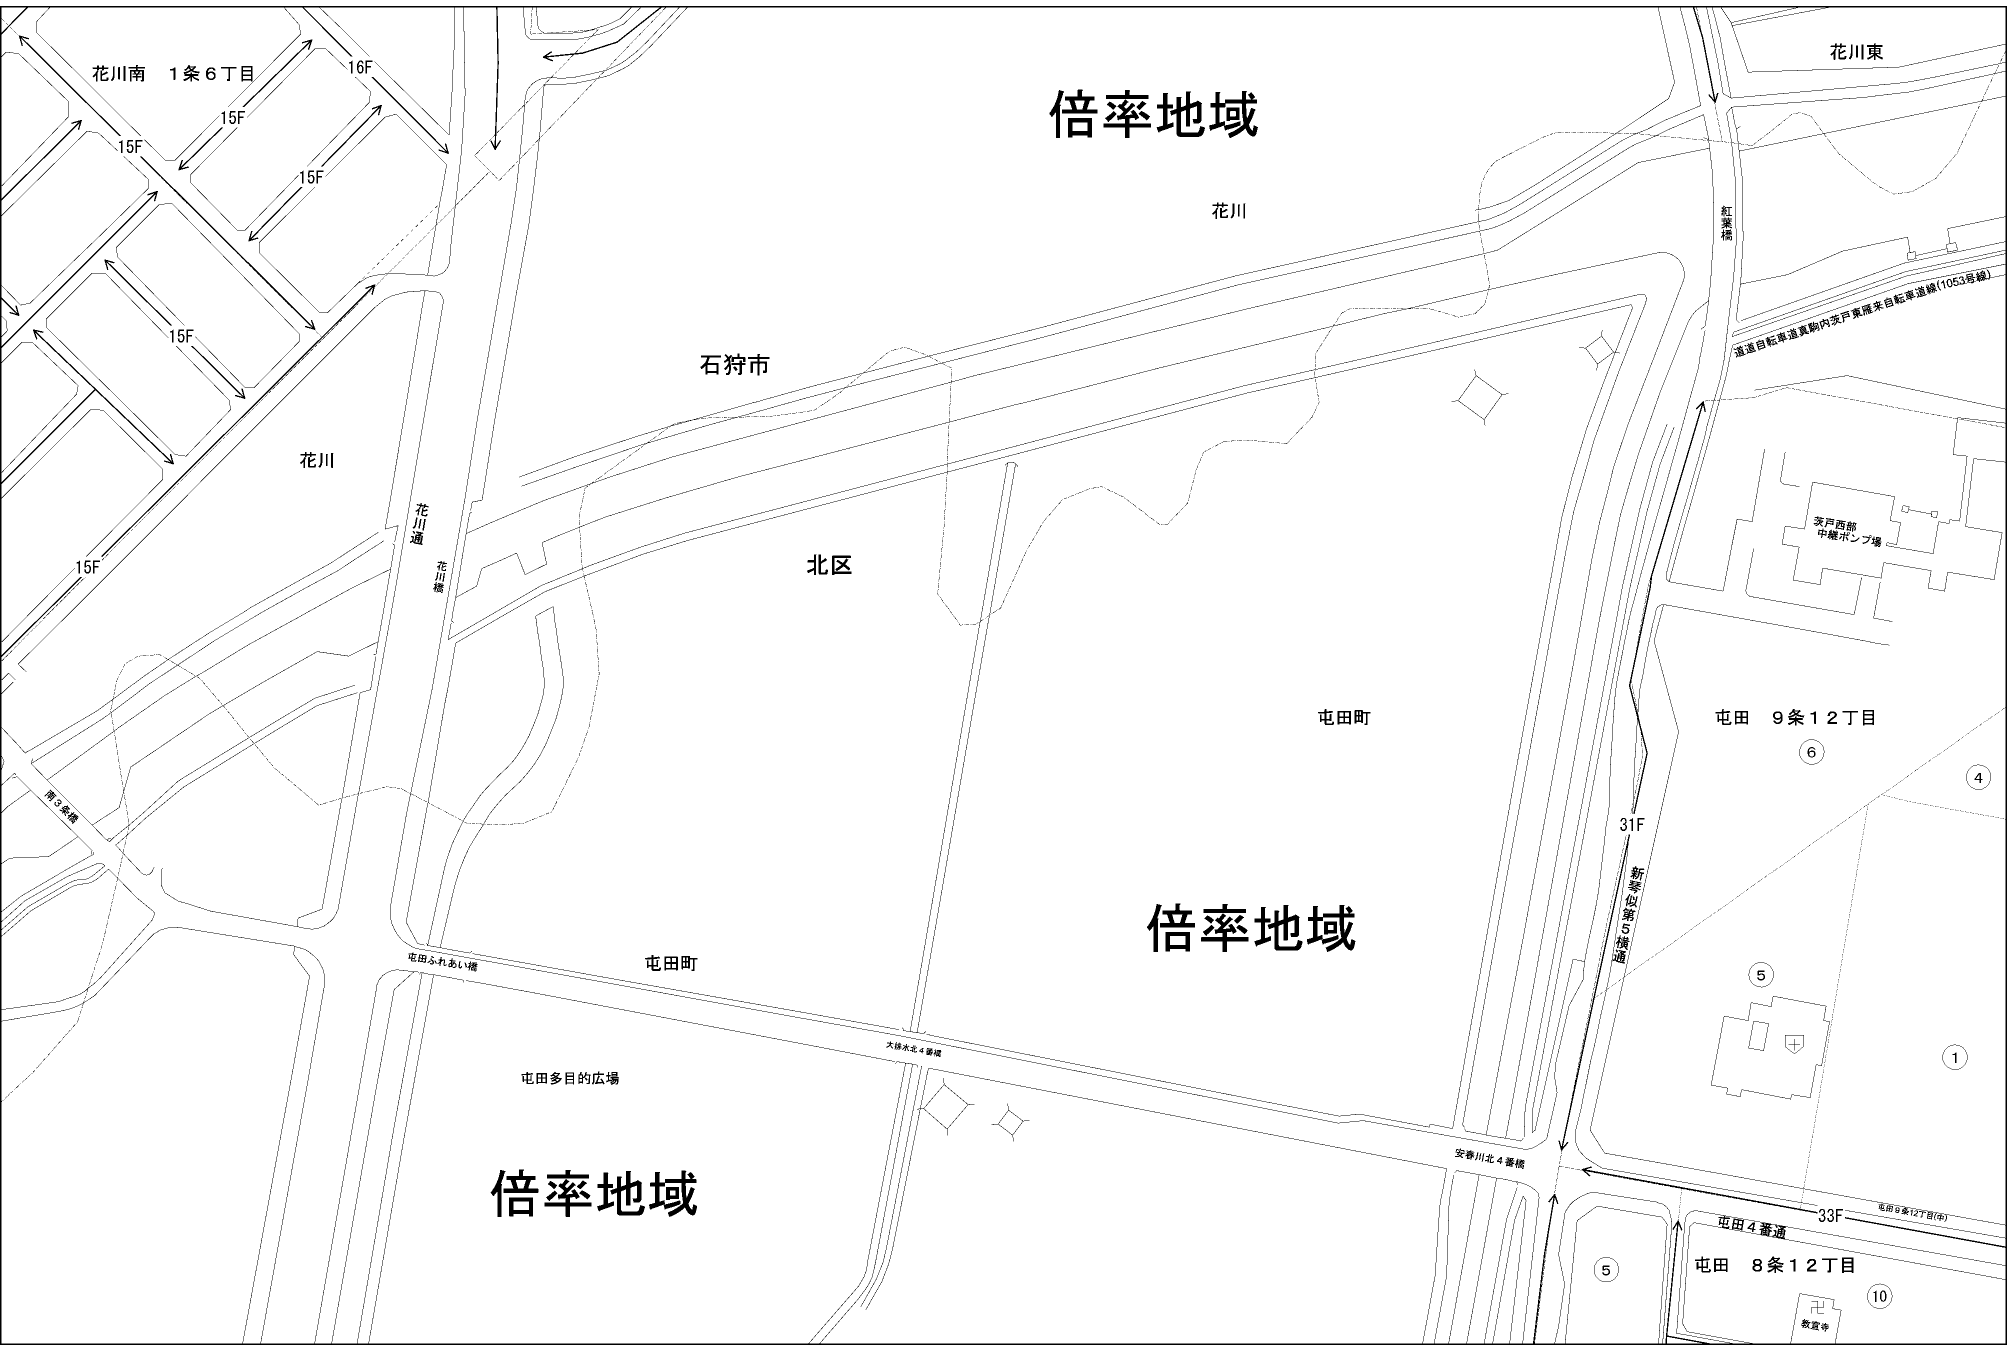 花川南　１条６丁目
16F
15F
15F
15F
15F
15F
倍率地域
花川東
花川
紅葉橋
道道自転車道真駒内茨戸東雁来自転車道線(1053号線)
石狩市
花川
花川通
花川橋
北区
茨戸西部
中継ポンプ場
屯田町
屯田　９条１２丁目
6
4
南３条橋
31F
新琴似第５横通
倍率地域
屯田町
屯田ふれあい橋
5
大排水北４番橋
1
屯田多目的広場
安春川北４番橋
倍率地域
33F
屯田９条12丁目(中)
屯田４番通
5
屯田　８条１２丁目
10
教宣寺